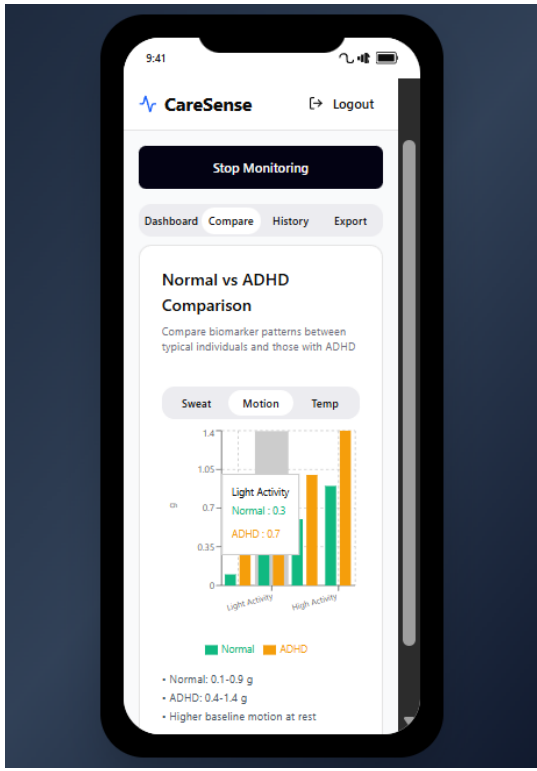 9:41
CareSense
Logout
Stop Monitoring
Dashboard Compare History Export
Normal vs ADHD
Comparison
Compare biomarker patterns between
typical individuals and those with ADHD
Sweat Motion Temp
1.4
1.05
0.7
0.35
0
g
Light Activity
Normal : 0.3
ADHD : 0.7
Light Activity
High Activity
Normal ADHD
• Normal: 0.1-0.9 g
• ADHD: 0.4-1.4 g
• Higher baseline motion at rest